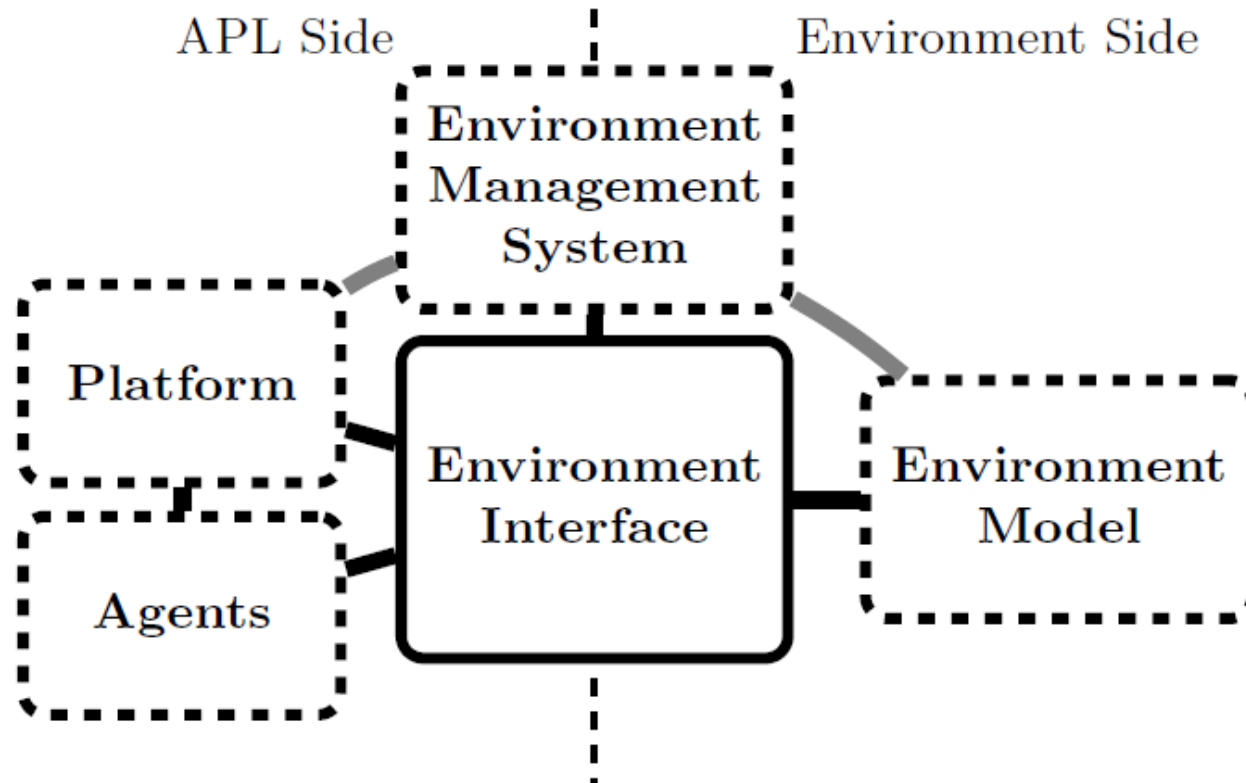 APL Side
Environment Side
Environment
Management
System
Platform
Environment
Interface
Environment
Model
Agents